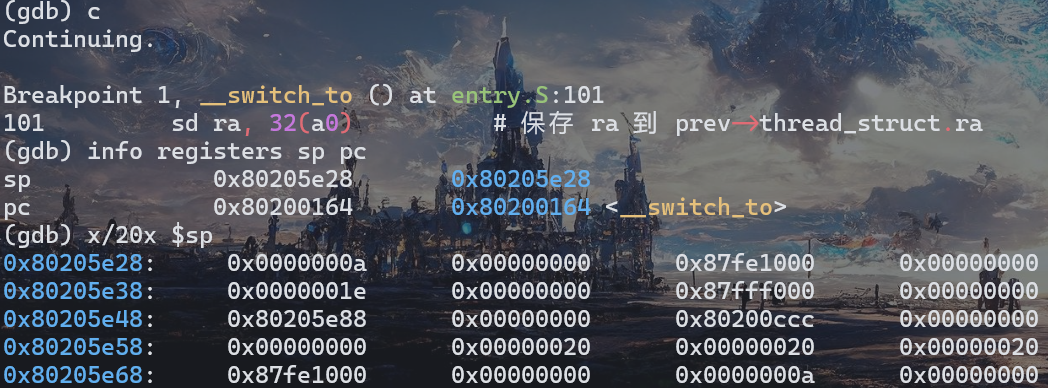 (gdb) c
Continuing.
Breakpoint 1, __switch_to () at entry.S:101
101 sd ra, 32(a0) # 保存 ra 到 prev->thread_struct.ra
(gdb) info registers sp pc
sp 0x80205e28 0x80205e28
pc 0x80200164 0x80200164 <__switch_to>
(gdb) x/20x $sp
0x80205e28: 0x0000000a 0x00000000 0x87fe1000 0x00000000
0x80205e38: 0x0000001e 0x00000000 0x87fff000 0x00000000
0x80205e48: 0x80205e88 0x00000000 0x80200ccc 0x00000000
0x80205e58: 0x00000000 0x00000020 0x00000020 0x00000020
0x80205e68: 0x87fe1000 0x00000000 0x0000000a 0x00000000